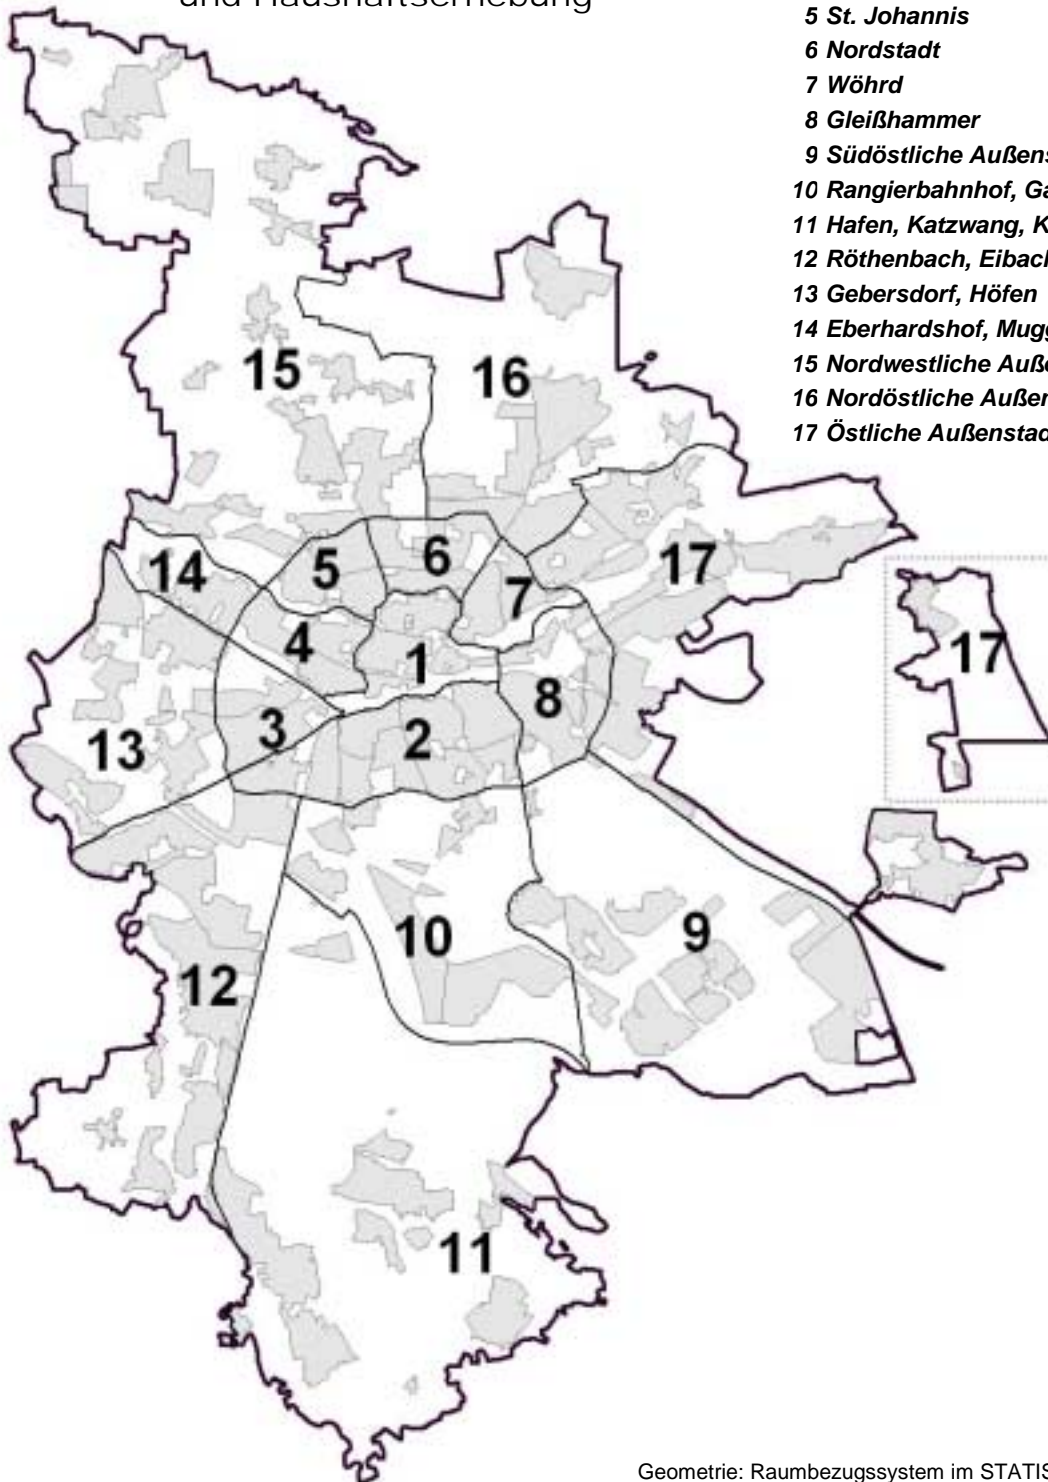 und Haushaltserhebung
5 St. Johannis
6 Nordstadt
7 Wöhrd
8 Gleißhammer
9 Südöstliche Außens
10 Rangierbahnhof, Ga
11 Hafen, Katzwang, K
12 Röthenbach, Eibach
13 Gebersdorf, Höfen
14 Eberhardshof, Mugg
15 Nordwestliche Auße
16 Nordöstliche Außen
17 Östliche Außenstad
15
16
14
5
6
7
17
4
1
17
3
2
8
13
10
9
12
11
Geometrie: Raumbezugssystem im STATIS